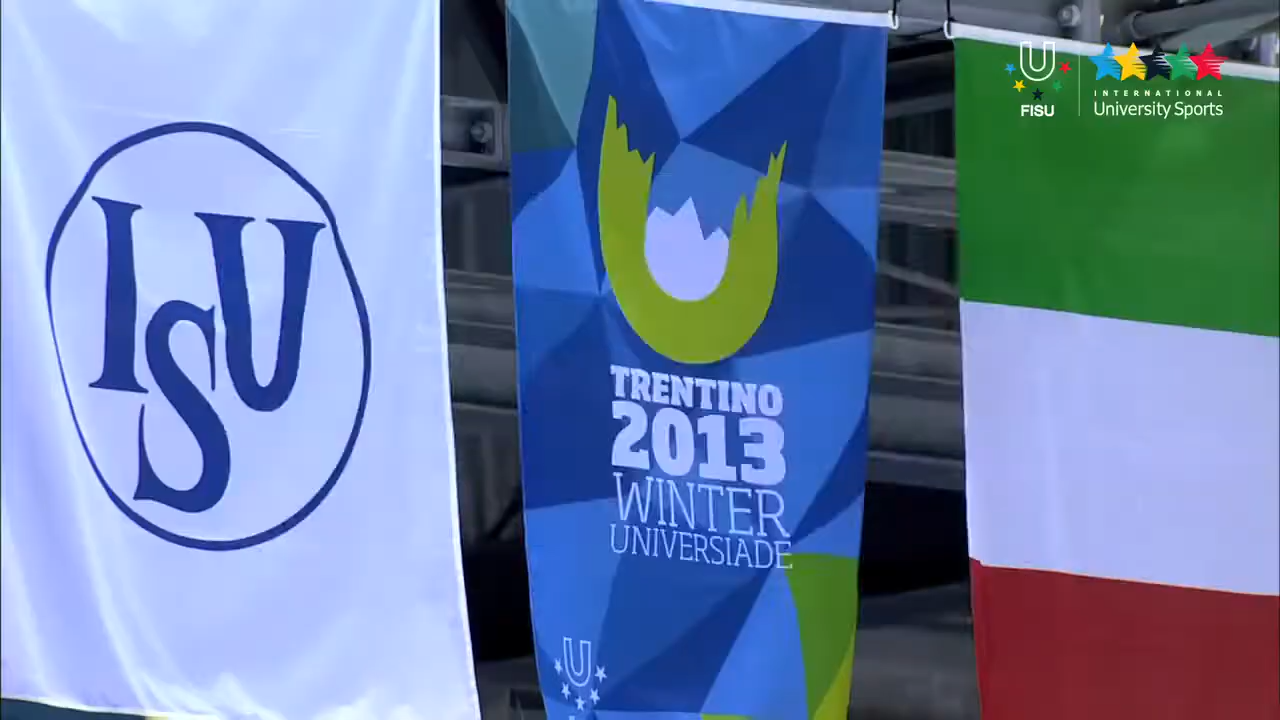 ISU
TRENTINO
2013
WINTER
UNIVERSIADE
U
U
FISU
INTERNATIONAL
University Sports